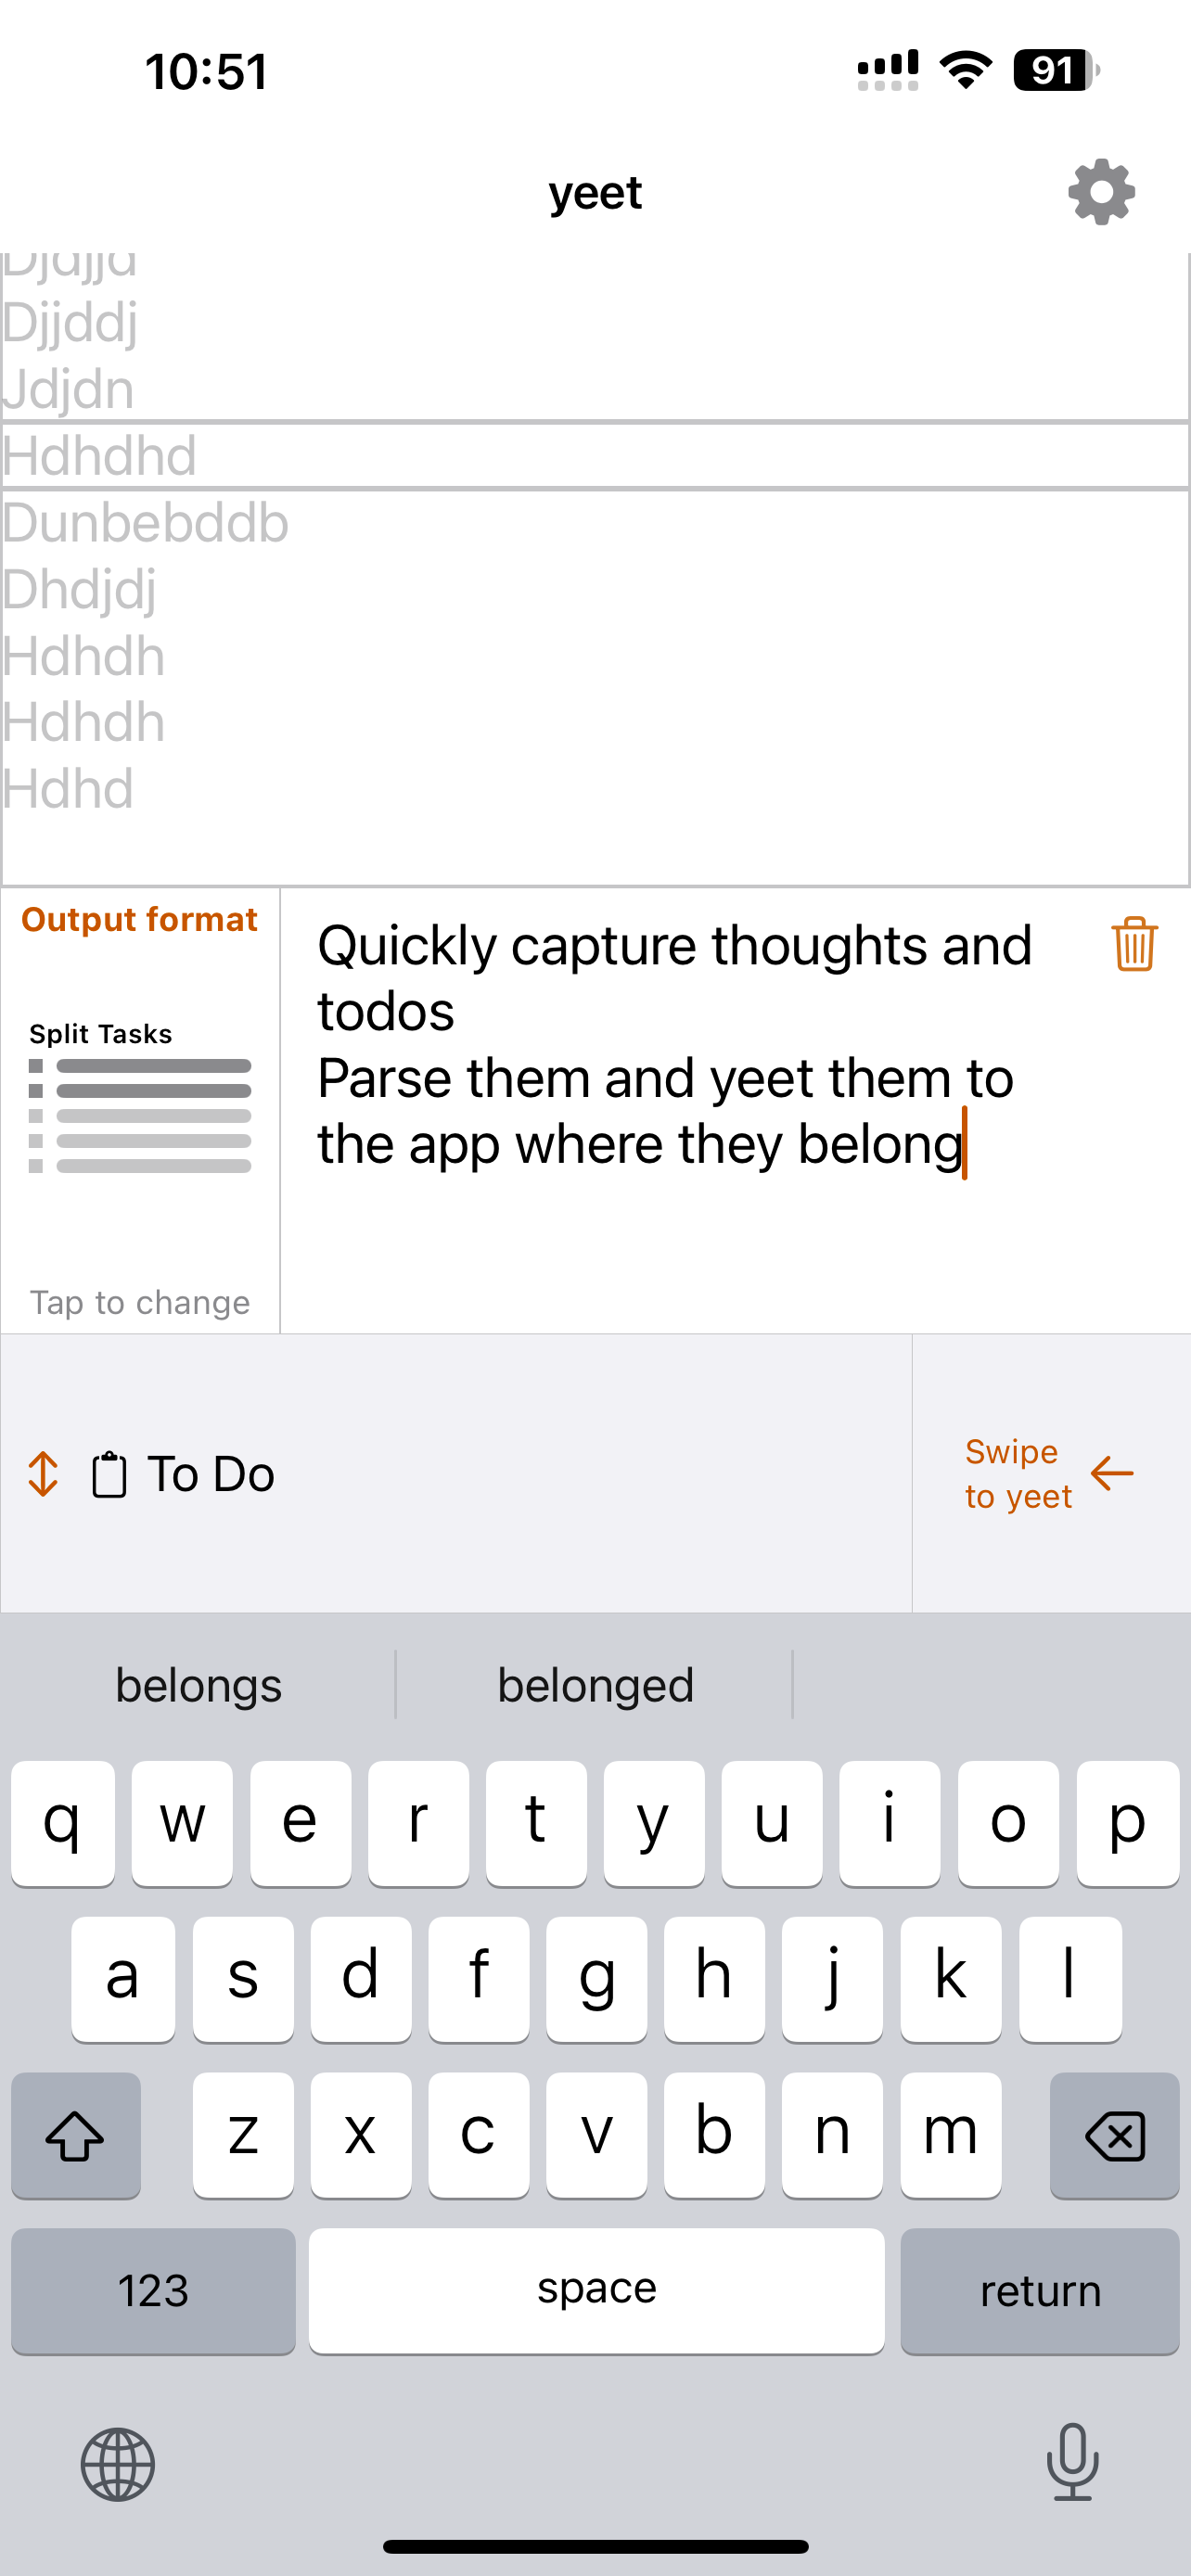 10:51
91
yeet
Djdjjd
Djjddj
Jdjdn
Hdhdhd
Dunbebddb
Dhdjdj
Hdhdh
Hdhdh
Hdhd
Output format
Split Tasks
Tap to change
Quickly capture thoughts and
todos
Parse them and yeet them to
the app where they belong
To Do
Swipe
to yeet
belongs belonged
q w e r t y u i o p
a s d f g h j k l
z x c v b n m
123 space return